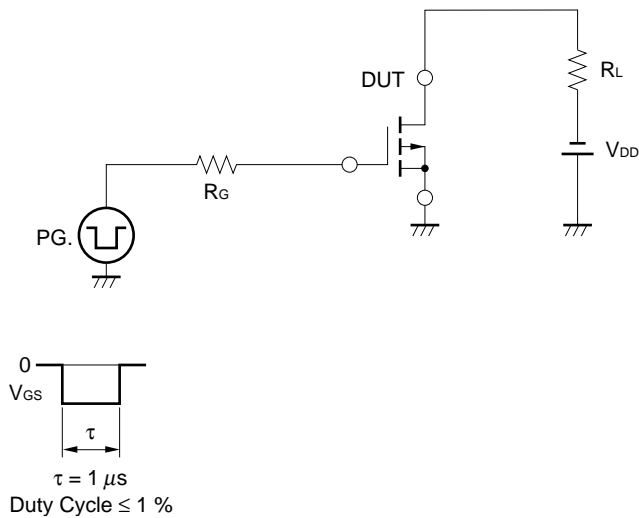 DUT
RL
VDD
RG
PG.
0
VGS
τ
τ = 1 μs
Duty Cycle ≤ 1 %